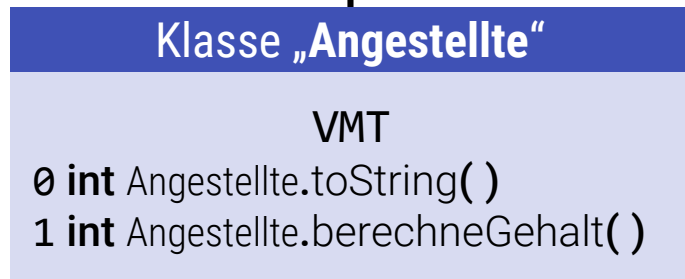 Klasse „Angestellte“
VMT
0 int Angestellte.toString( )
1 int Angestellte.berechneGehalt( )